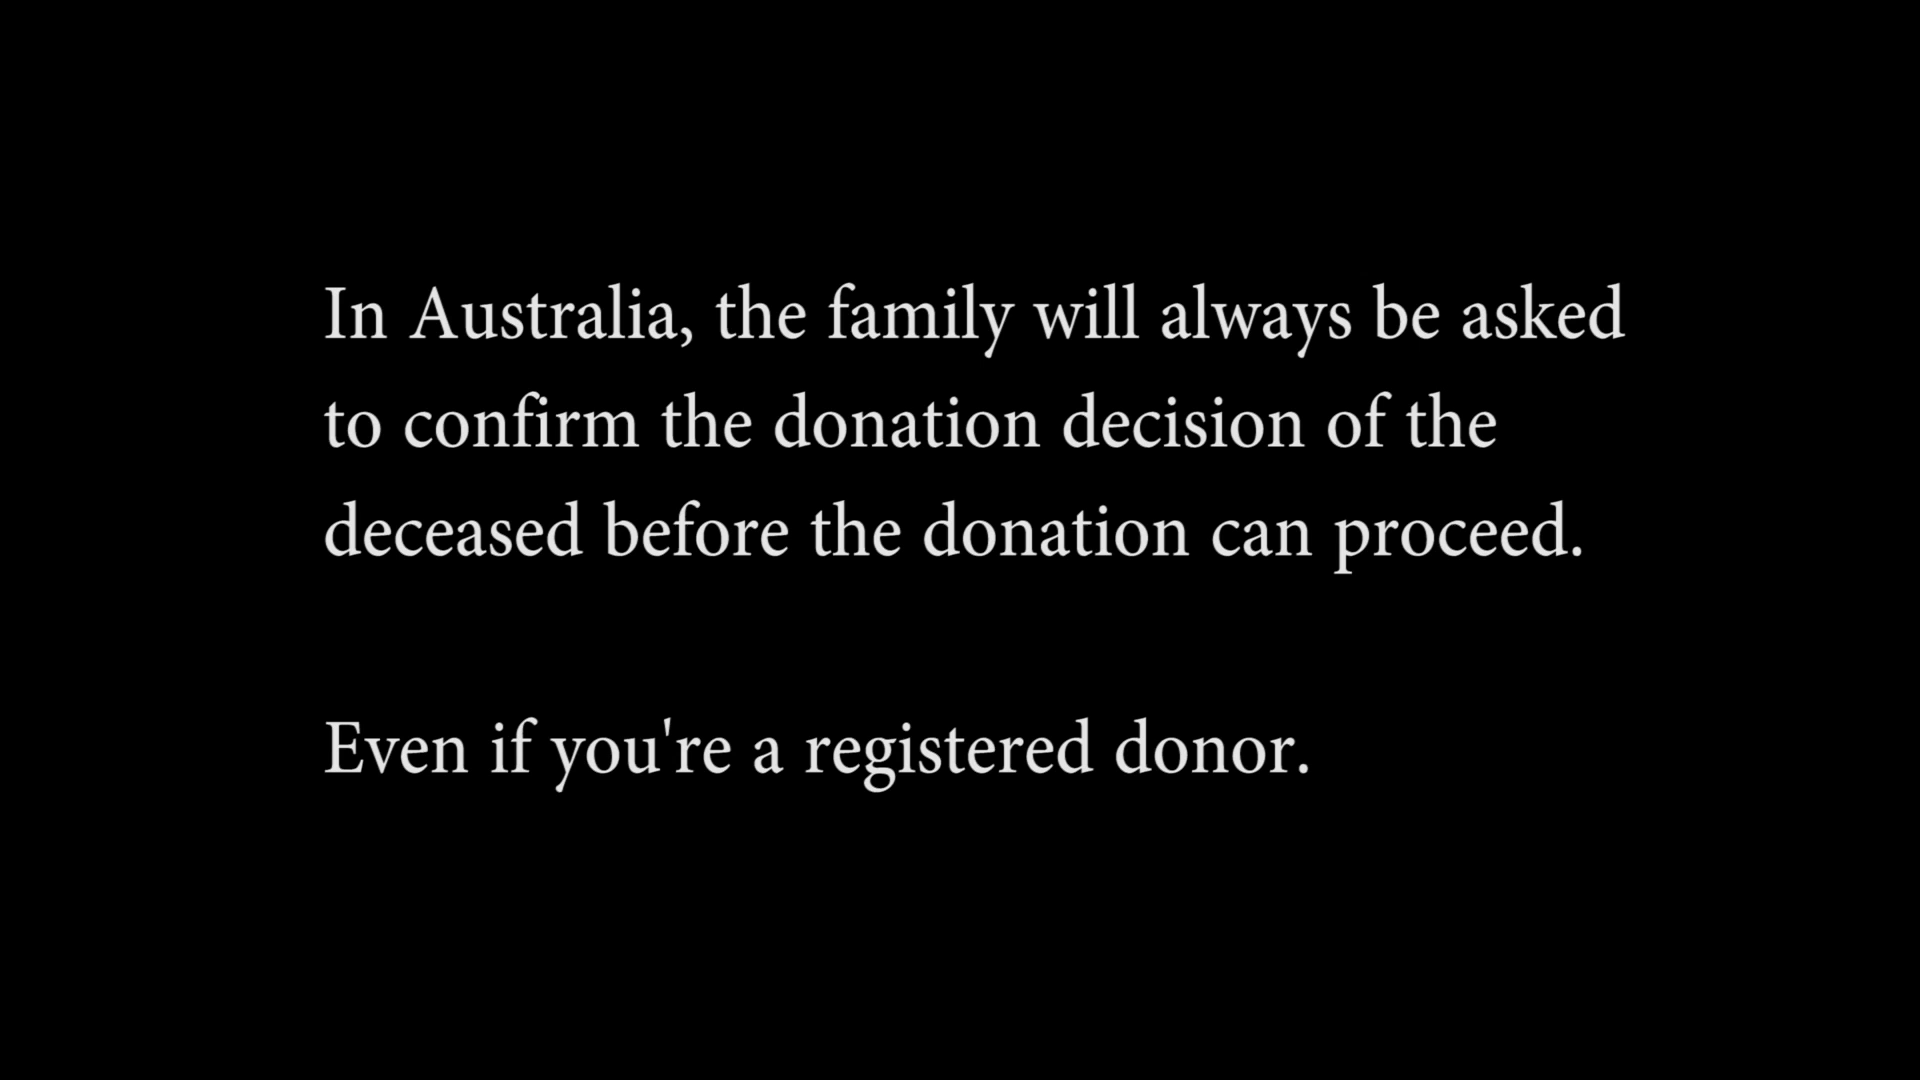 In Australia, the family will always be asked
to confirm the donation decision of the
deceased before the donation can proceed.
Even if you're a registered donor.